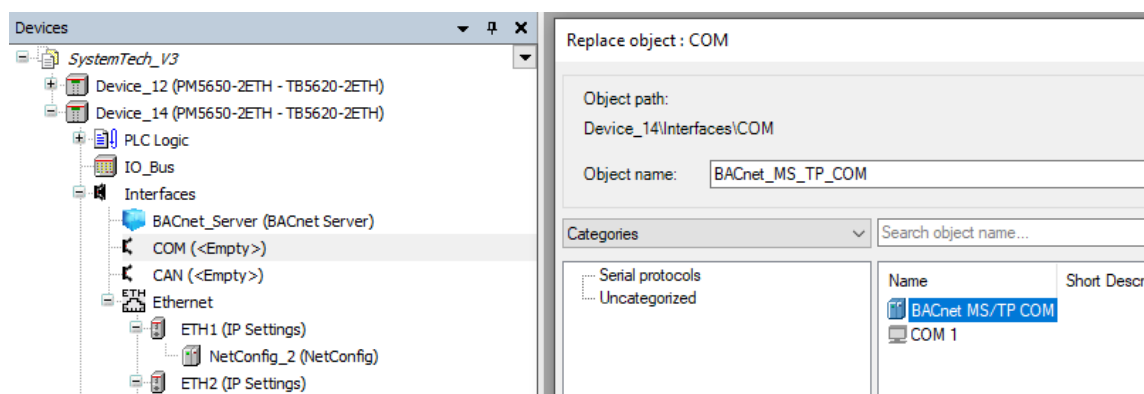 Devices
SystemTech_V3
Device_12 (PM5650-2ETH - TB5620-2ETH)
Device_14 (PM5650-2ETH - TB5620-2ETH)
PLC Logic
IO_Bus
Interfaces
BACnet_Server (BACnet Server)
COM (<Empty>)
CAN (<Empty>)
ETH Ethernet
ETH1 (IP Settings)
NetConfig_2 (NetConfig)
ETH2 (IP Settings)
Replace object : COM
Object path:
Device_14\Interfaces\COM
Object name: BACnet_MS_TP_COM
Categories
Search object name...
Serial protocols
Uncategorized
Name Short Descr
BACnet MS/TP COM
COM 1